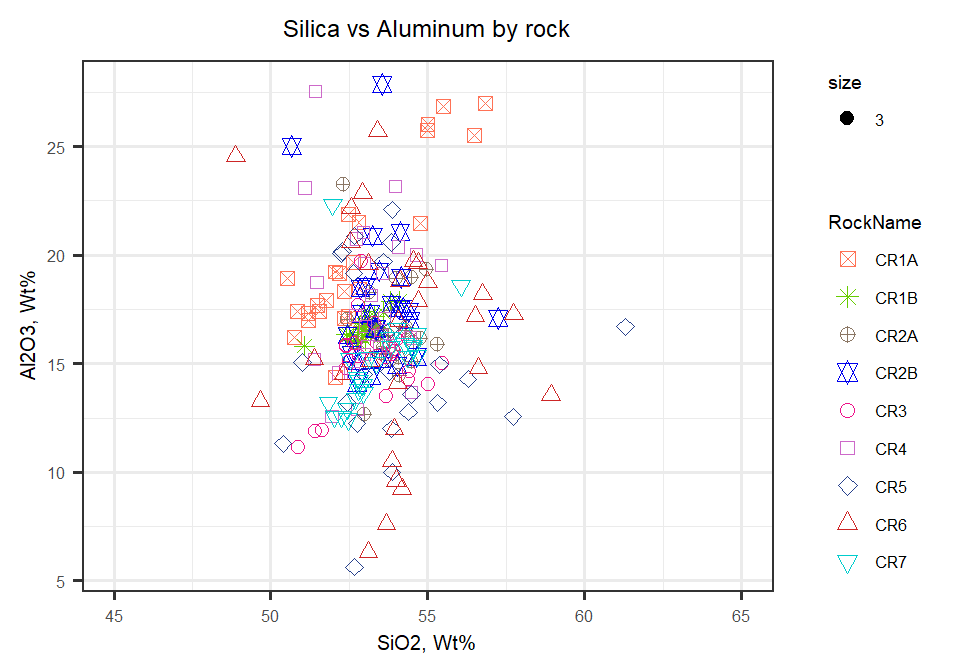 Silica vs Aluminum by rock
Al2O3, Wt%
25
20
15
10
5
45
50
55
60
65
SiO2, Wt%
size
3
RockName
CR1A
CR1B
CR2A
CR2B
CR3
CR4
CR5
CR6
CR7